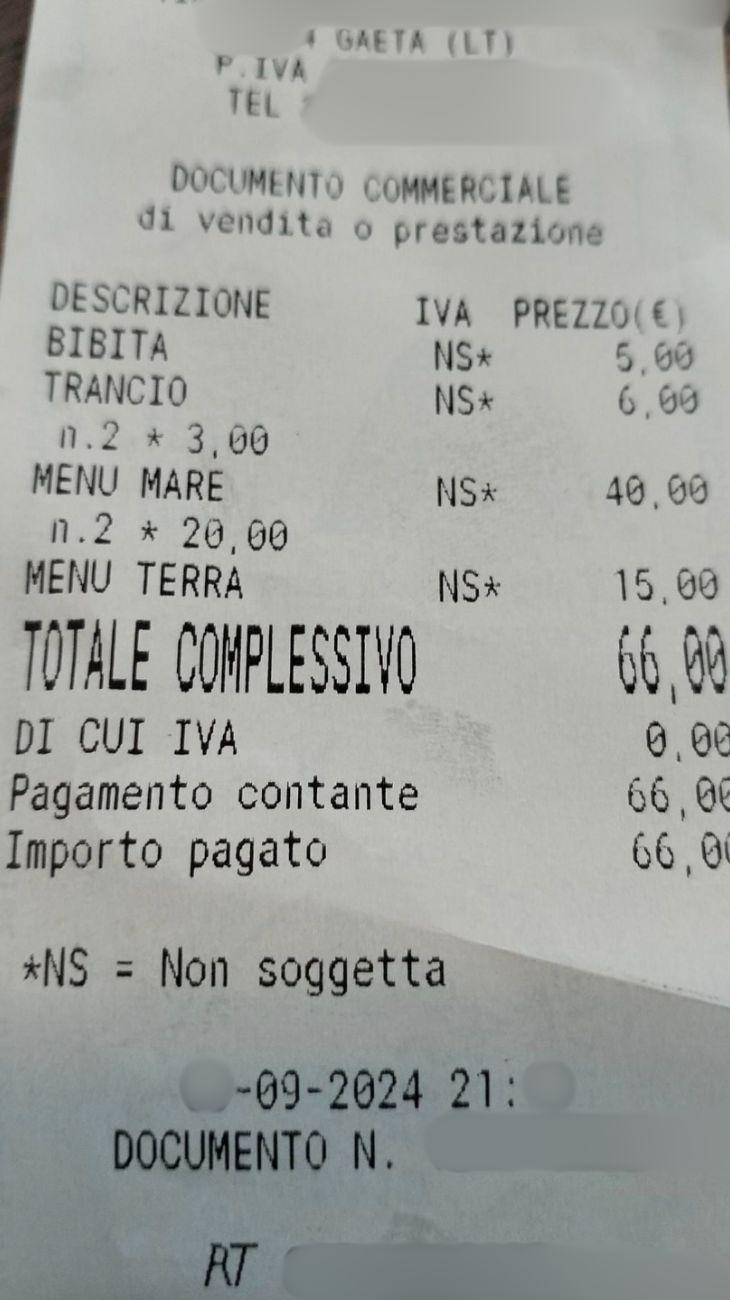 4 GAETA (LT)
P.IVA
TEL
DOCUMENTO COMMERCIALE
di vendita o prestazione
DESCRIZIONE IVA PREZZO(€)
BIBITA NS* 5,00
TRANCIO NS* 6,00
n.2 * 3,00
MENU MARE NS* 40,00
n.2 * 20,00
MENU TERRA NS* 15,00
TOTALE COMPLESSIVO 66,00
DI CUI IVA 0,00
Pagamento contante 66,00
Importo pagato 66,00
*NS = Non soggetta
-09-2024 21:
DOCUMENTO N.
RT